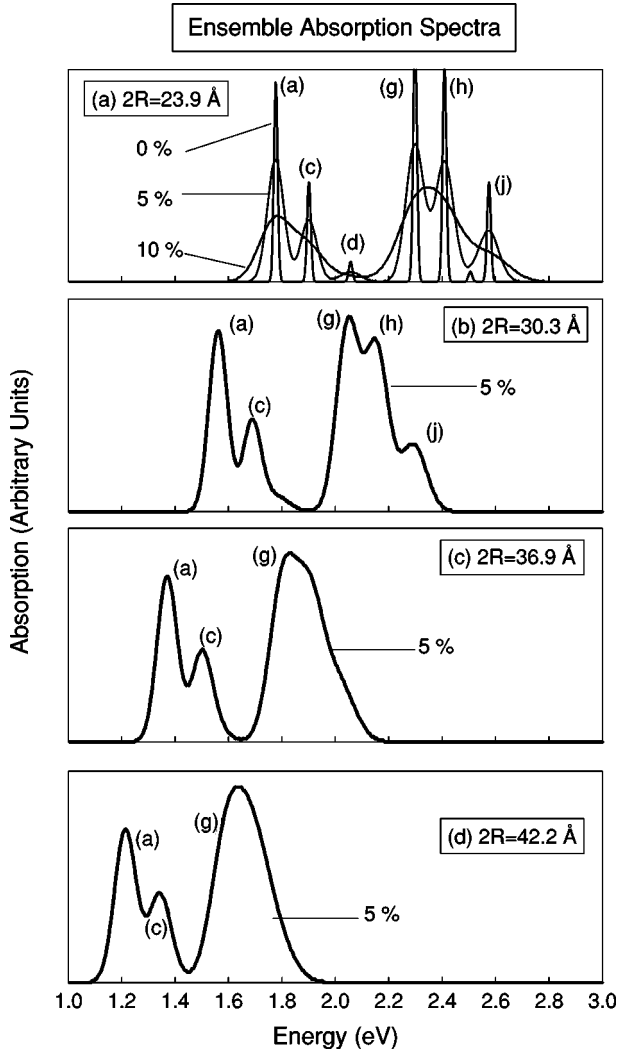 Ensemble Absorption Spectra
(a) 2R=23.9 Å
(a)
(g)
(h)
0 %
(c)
(j)
5 %
(d)
10 %
(b) 2R=30.3 Å
(a)
(g)
(h)
5 %
(c)
(j)
(c) 2R=36.9 Å
(a)
(g)
(c)
5 %
(d) 2R=42.2 Å
(a)
(g)
(c)
5 %
Absorption (Arbitrary Units)
1.0 1.2 1.4 1.6 1.8 2.0 2.2 2.4 2.6 2.8 3.0
Energy (eV)